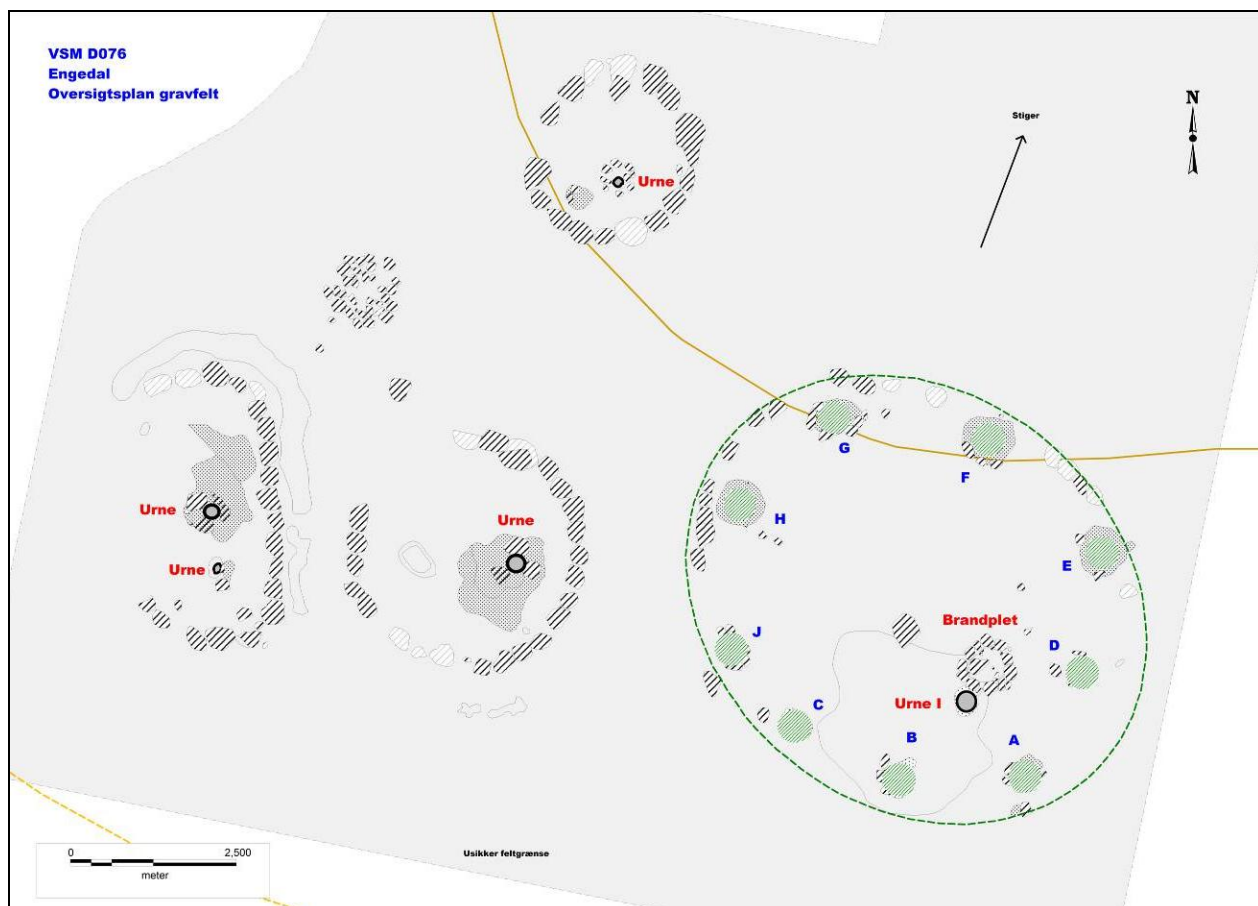 VSM D076
Engedal
Oversigtsplan gravfelt
N
Stiger
Urne
G
F
Urne
Urne
H
E
Urne
Brandplet
J
D
Urne I
C
B
A
0 2,500
meter
Usikker feltgrænse